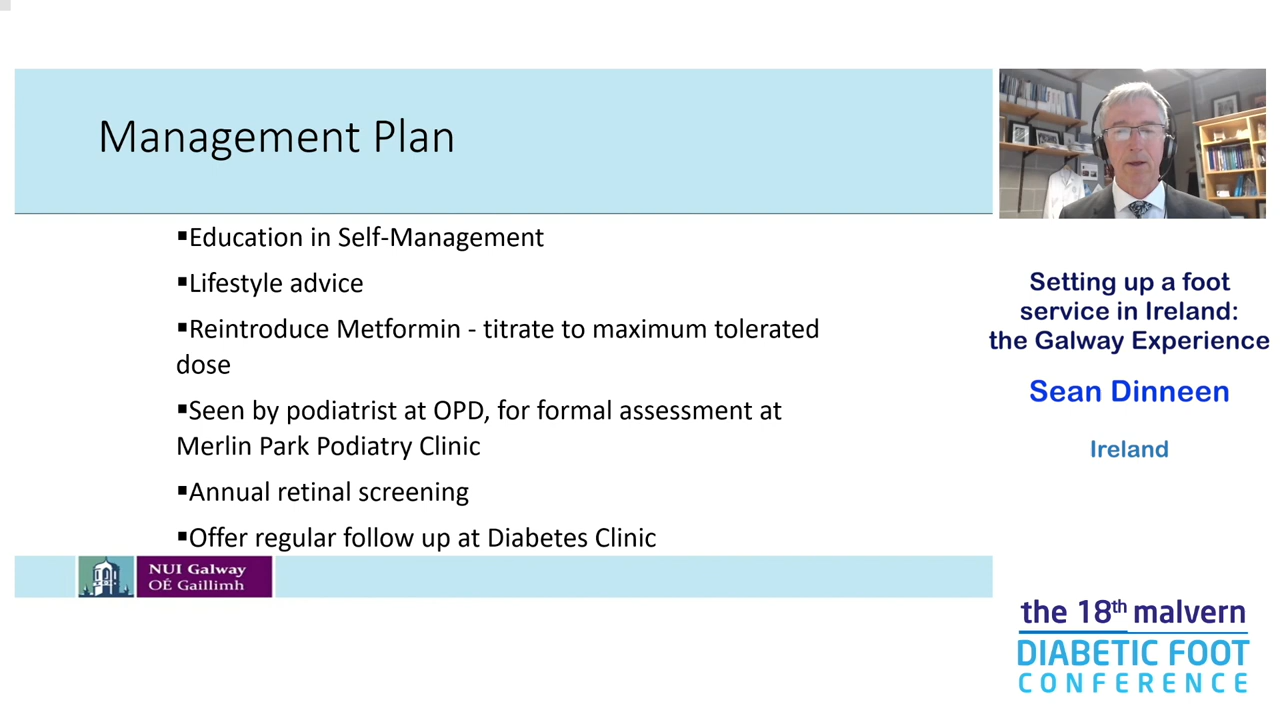 Management Plan
▪Education in Self-Management
▪Lifestyle advice
▪Reintroduce Metformin - titrate to maximum tolerated
dose
▪Seen by podiatrist at OPD, for formal assessment at
Merlin Park Podiatry Clinic
▪Annual retinal screening
▪Offer regular follow up at Diabetes Clinic
NUI Galway
OÉ Gaillimh
Setting up a foot
service in Ireland:
the Galway Experience
Sean Dinneen
Ireland
the 18th malvern
DIABETIC FOOT
CONFERENCE